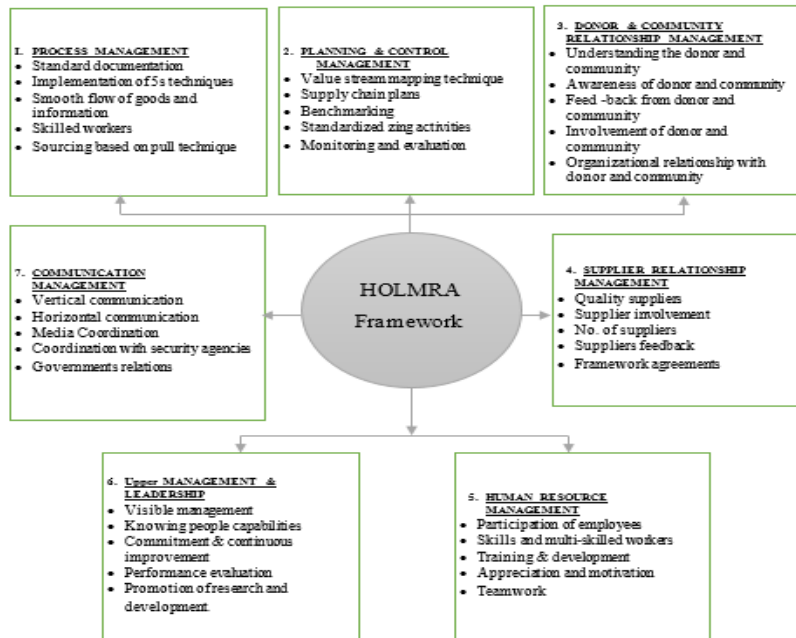 1. PROCESS MANAGEMENT
• Standard documentation
• Implementation of 5s techniques
• Smooth flow of goods and
information
• Skilled workers
• Sourcing based on pull technique
2. PLANNING & CONTROL
MANAGEMENT
• Value stream mapping technique
• Supply chain plans
• Benchmarking
• Standardized zing activities
• Monitoring and evaluation
3. DONOR & COMMUNITY
RELATIONSHIP MANAGEMENT
• Understanding the donor and
community
• Awareness of donor and community
• Feed -back from donor and
community
• Involvement of donor and
community
• Organizational relationship with
donor and community
7. COMMUNICATION
MANAGEMENT
• Vertical communication
• Horizontal communication
• Media Coordination
• Coordination with security agencies
• Governments relations
HOLMRA
Framework
4. SUPPLIER RELATIONSHIP
MANAGEMENT
• Quality suppliers
• Supplier involvement
• No. of suppliers
• Suppliers feedback
• Framework agreements
6. Upper MANAGEMENT &
LEADERSHIP
• Visible management
• Knowing people capabilities
• Commitment & continuous
improvement
• Performance evaluation
• Promotion of research and
development.
5. HUMAN RESOURCE
MANAGEMENT
• Participation of employees
• Skills and multi-skilled workers
• Training & development
• Appreciation and motivation
• Teamwork